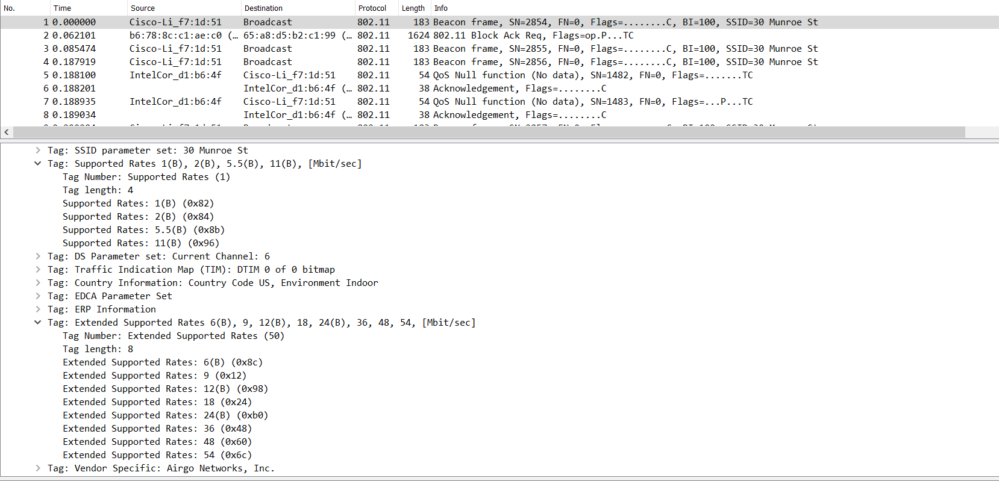 No. Time Source Destination Protocol Length Info
1 0.000000 Cisco-Li_f7:1d:51 Broadcast 802.11 183 Beacon frame, SN=2854, FN=0, Flags=........C, BI=100, SSID=30 Munroe St
2 0.062101 b6:78:8c:c1:ae:c0 (… 65:a8:d5:b2:c1:99 (… 802.11 1624 802.11 Block Ack Req, Flags=op.P...TC
3 0.085474 Cisco-Li_f7:1d:51 Broadcast 802.11 183 Beacon frame, SN=2855, FN=0, Flags=........C, BI=100, SSID=30 Munroe St
4 0.187919 Cisco-Li_f7:1d:51 Broadcast 802.11 183 Beacon frame, SN=2856, FN=0, Flags=........C, BI=100, SSID=30 Munroe St
5 0.188100 IntelCor_d1:b6:4f Cisco-Li_f7:1d:51 802.11 54 QoS Null function (No data), SN=1482, FN=0, Flags=.......TC
6 0.188201 IntelCor_d1:b6:4f (… 802.11 38 Acknowledgement, Flags=........C
7 0.188935 IntelCor_d1:b6:4f Cisco-Li_f7:1d:51 802.11 54 QoS Null function (No data), SN=1483, FN=0, Flags=...P...TC
8 0.189034 IntelCor_d1:b6:4f (… 802.11 38 Acknowledgement, Flags=........C
Tag: SSID parameter set: 30 Munroe St
Tag: Supported Rates 1(B), 2(B), 5.5(B), 11(B), [Mbit/sec]
Tag Number: Supported Rates (1)
Tag length: 4
Supported Rates: 1(B) (0x82)
Supported Rates: 2(B) (0x84)
Supported Rates: 5.5(B) (0x8b)
Supported Rates: 11(B) (0x96)
Tag: DS Parameter set: Current Channel: 6
Tag: Traffic Indication Map (TIM): DTIM 0 of 0 bitmap
Tag: Country Information: Country Code US, Environment Indoor
Tag: EDCA Parameter Set
Tag: ERP Information
Tag: Extended Supported Rates 6(B), 9, 12(B), 18, 24(B), 36, 48, 54, [Mbit/sec]
Tag Number: Extended Supported Rates (50)
Tag length: 8
Extended Supported Rates: 6(B) (0x8c)
Extended Supported Rates: 9 (0x12)
Extended Supported Rates: 12(B) (0x98)
Extended Supported Rates: 18 (0x24)
Extended Supported Rates: 24(B) (0xb0)
Extended Supported Rates: 36 (0x48)
Extended Supported Rates: 48 (0x60)
Extended Supported Rates: 54 (0x6c)
Tag: Vendor Specific: Airgo Networks, Inc.